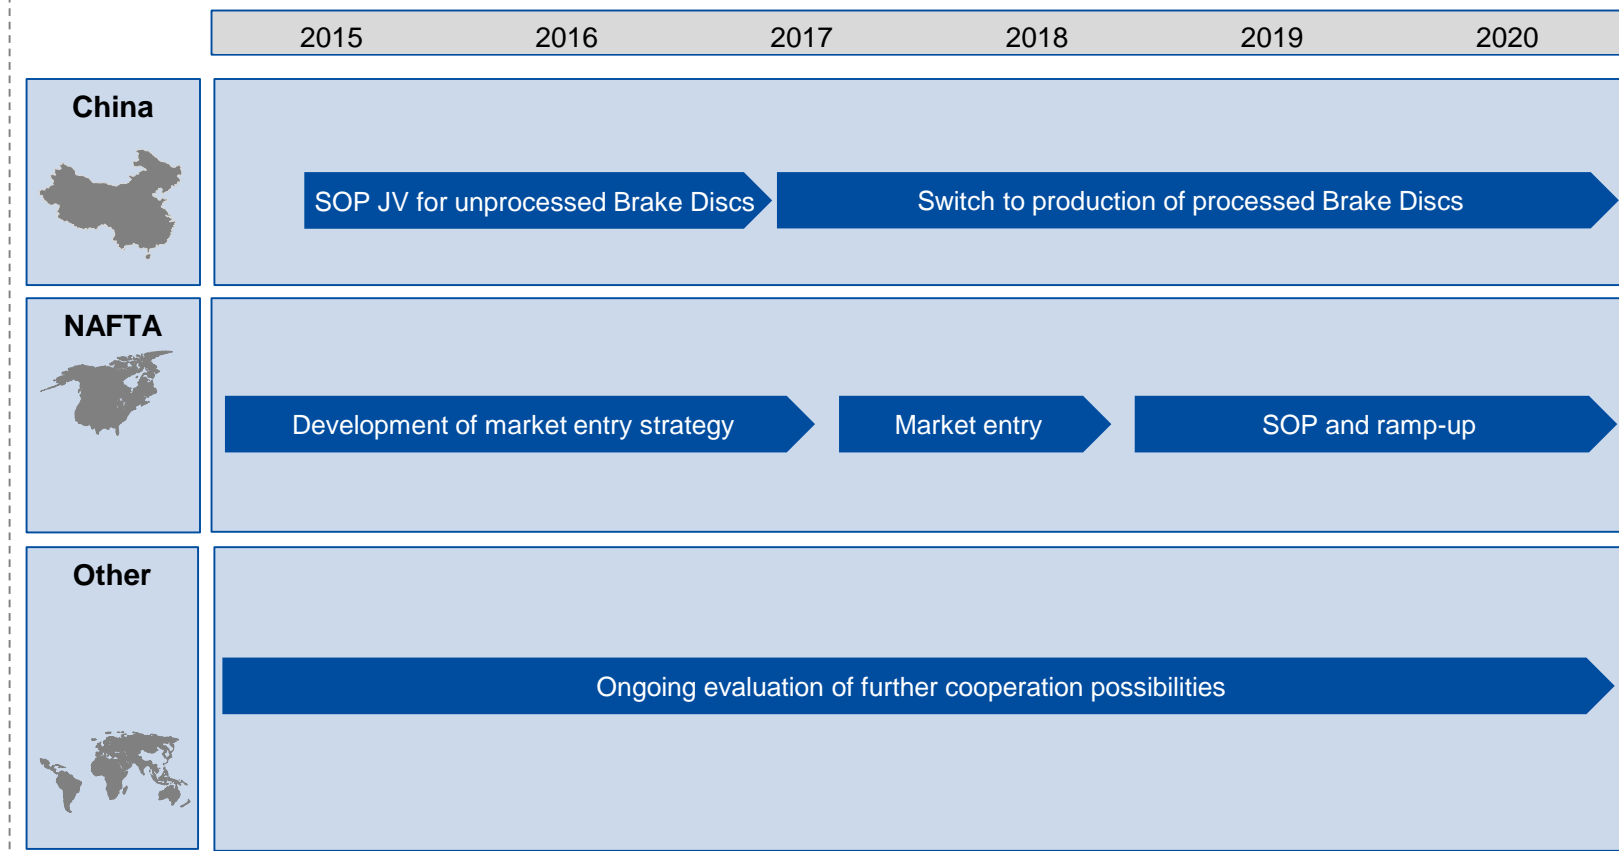 2015 2016 2017 2018 2019 2020
China
SOP JV for unprocessed Brake Discs
Switch to production of processed Brake Discs
NAFTA
Development of market entry strategy
Market entry
SOP and ramp-up
Other
Ongoing evaluation of further cooperation possibilities